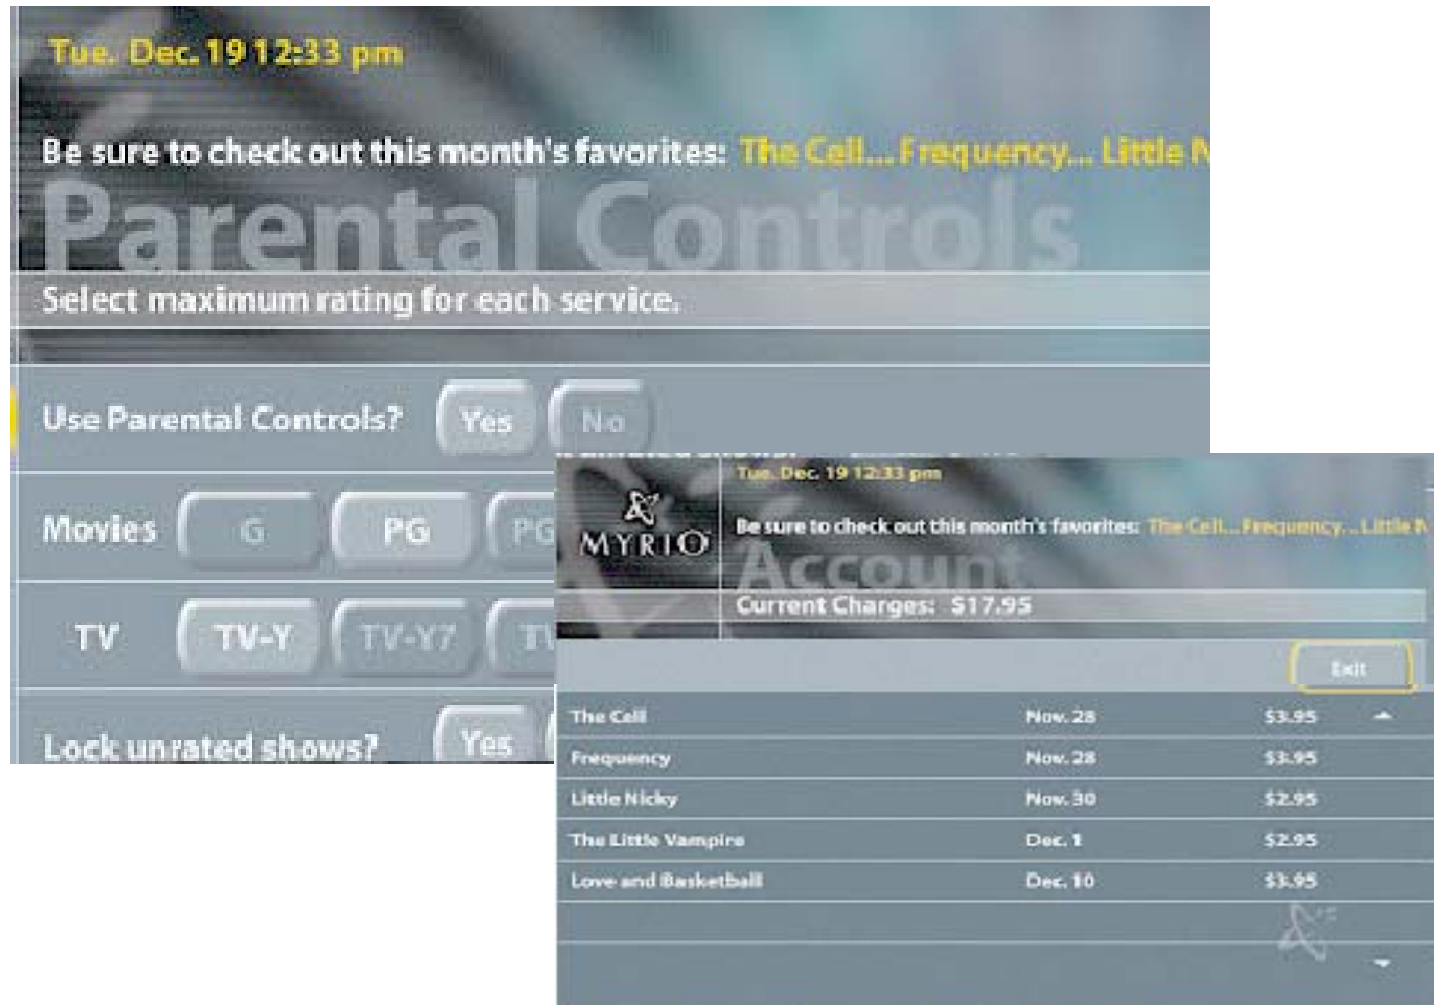 Tue. Dec. 19 12:33 pm
Be sure to check out this month's favorites: The Cell... Frequency... Little N
Parental Controls
Select maximum rating for each service.
Use Parental Controls? Yes No
Movies G PG PG
TV TV-Y TV-Y7 TV
Lock unrated shows? Yes
Tue. Dec. 19 12:33 pm
MYRIO
Be sure to check out this month's favorites: The Cell... Frequency... Little N
Account
Current Charges: $17.95
Exit
The Cell Nov. 28 $3.95
Frequency Nov. 28 $3.95
Little Nicky Nov. 30 $2.95
The Little Vampire Dec. 1 $2.95
Love and Basketball Dec. 10 $3.95